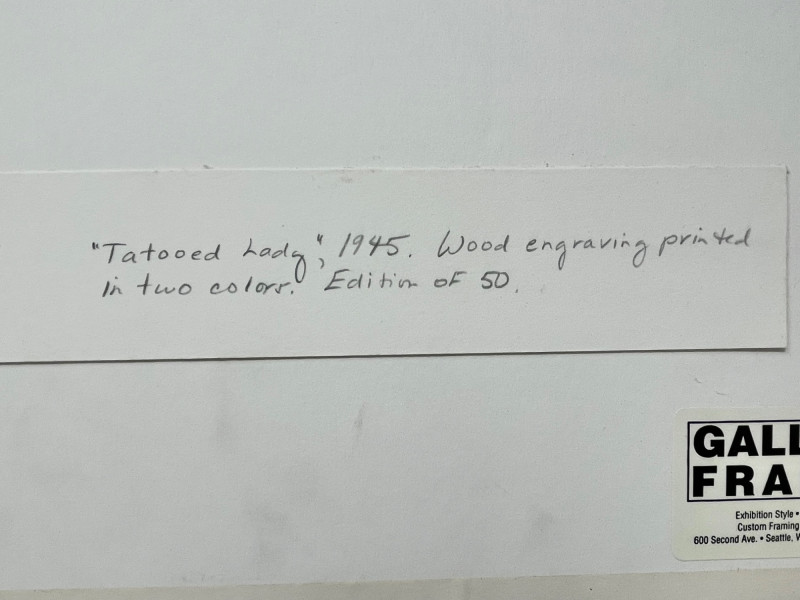 "Tatooed Lady", 1945. Wood engraving printed
in two colors. Edition of 50.
GALL
FRA
Exhibition Style •
Custom Framing
600 Second Ave. • Seattle, W